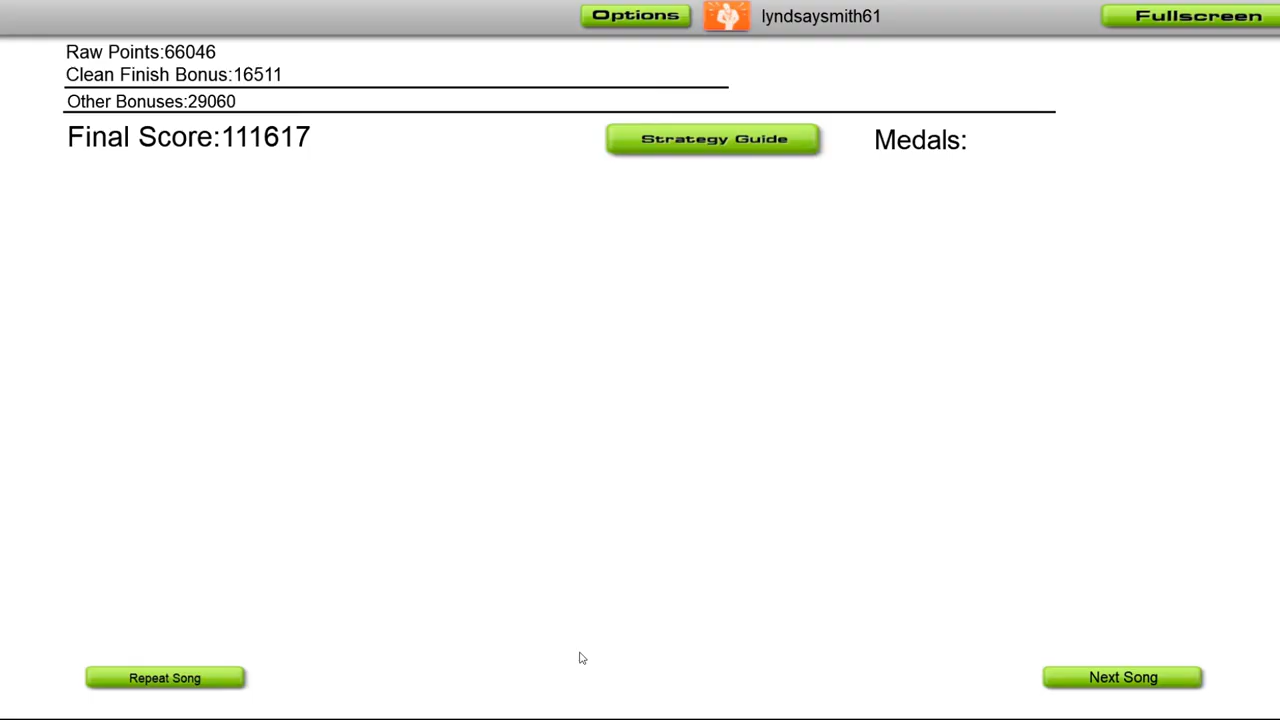 Options
lyndsaysmith61
Fullscreen
Raw Points:66046
Clean Finish Bonus:16511
Other Bonuses:29060
Final Score:111617
Strategy Guide
Medals:
Repeat Song
Next Song